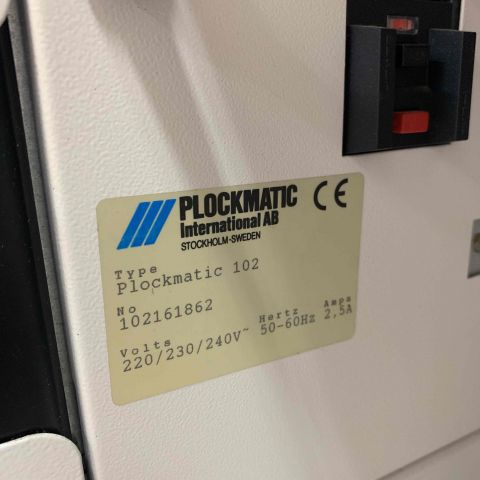 PLOCKMATIC
International AB
STOCKHOLM-SWEDEN
CE
Type
Plockmatic 102
No
102161862
Volts Hertz Amps
220/230/240V~ 50-60Hz 2,5A